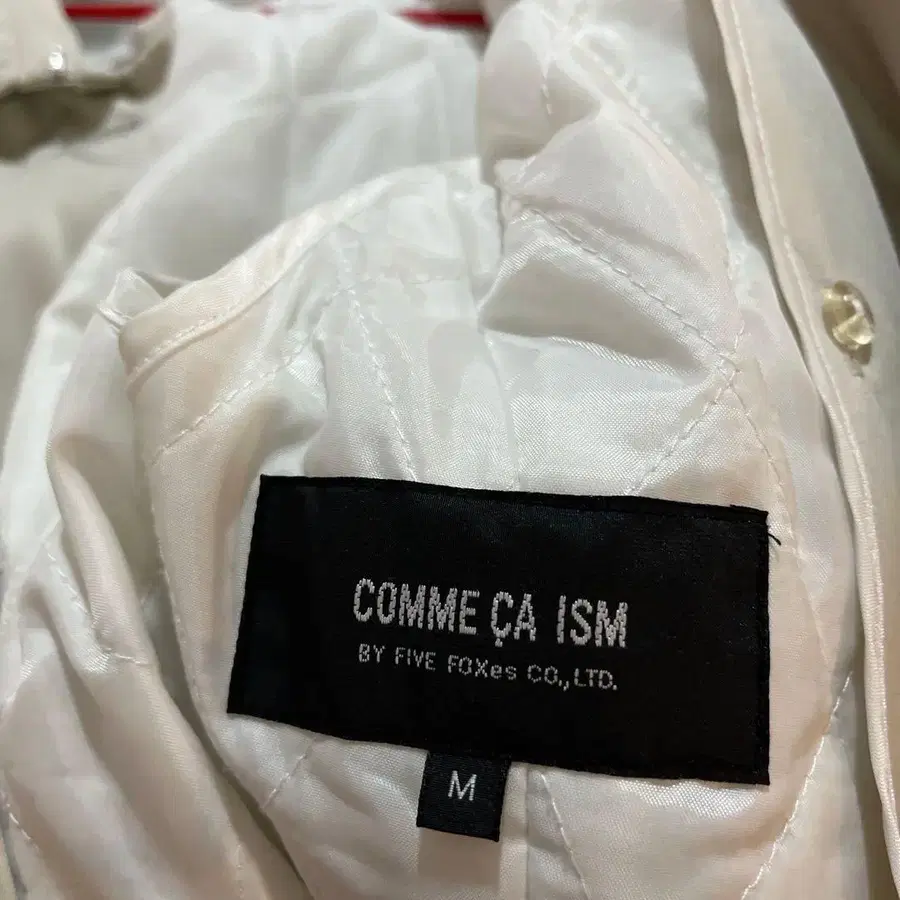 COMME ÇA ISM
BY FIVE FOXes CO.,LTD.
M